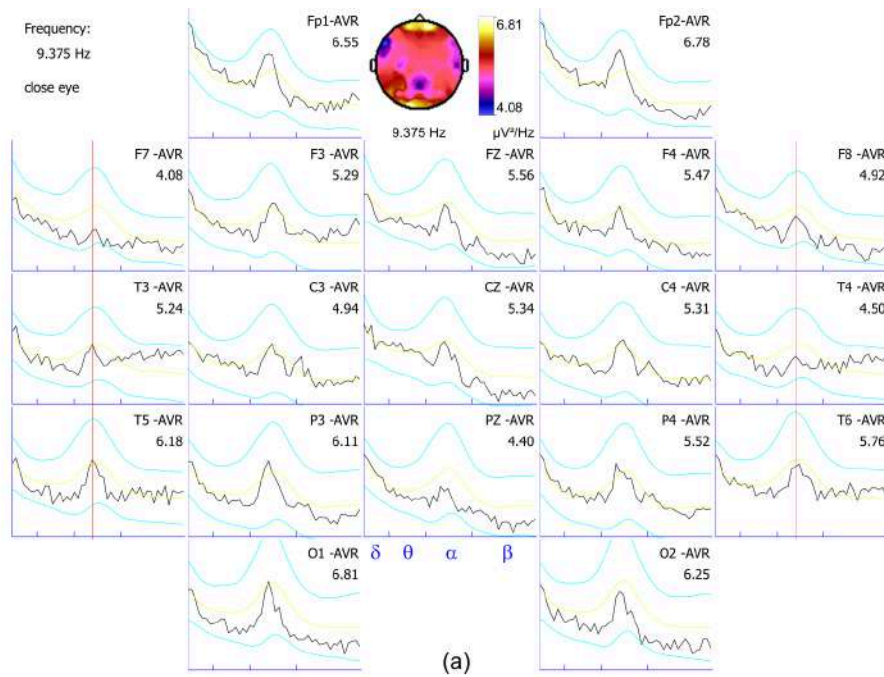 Frequency:
9.375 Hz
close eye
Fp1-AVR
6.55
6.81
4.08
9.375 Hz
µV²/Hz
Fp2-AVR
6.78
F7 -AVR
4.08
F3 -AVR
5.29
FZ -AVR
5.56
F4 -AVR
5.47
F8 -AVR
4.92
T3 -AVR
5.24
C3 -AVR
4.94
CZ -AVR
5.34
C4 -AVR
5.31
T4 -AVR
4.50
T5 -AVR
6.18
P3 -AVR
6.11
PZ -AVR
4.40
P4 -AVR
5.52
T6 -AVR
5.76
δ θ α β
O1 -AVR
6.81
O2 -AVR
6.25
(a)